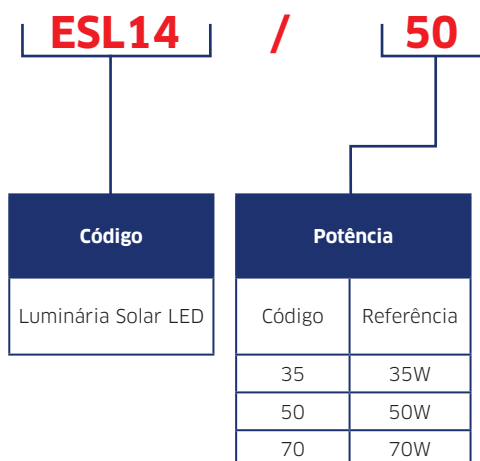 ESL14 / 50
Código
Luminária Solar LED
Potência
Código Referência
35 35W
50 50W
70 70W